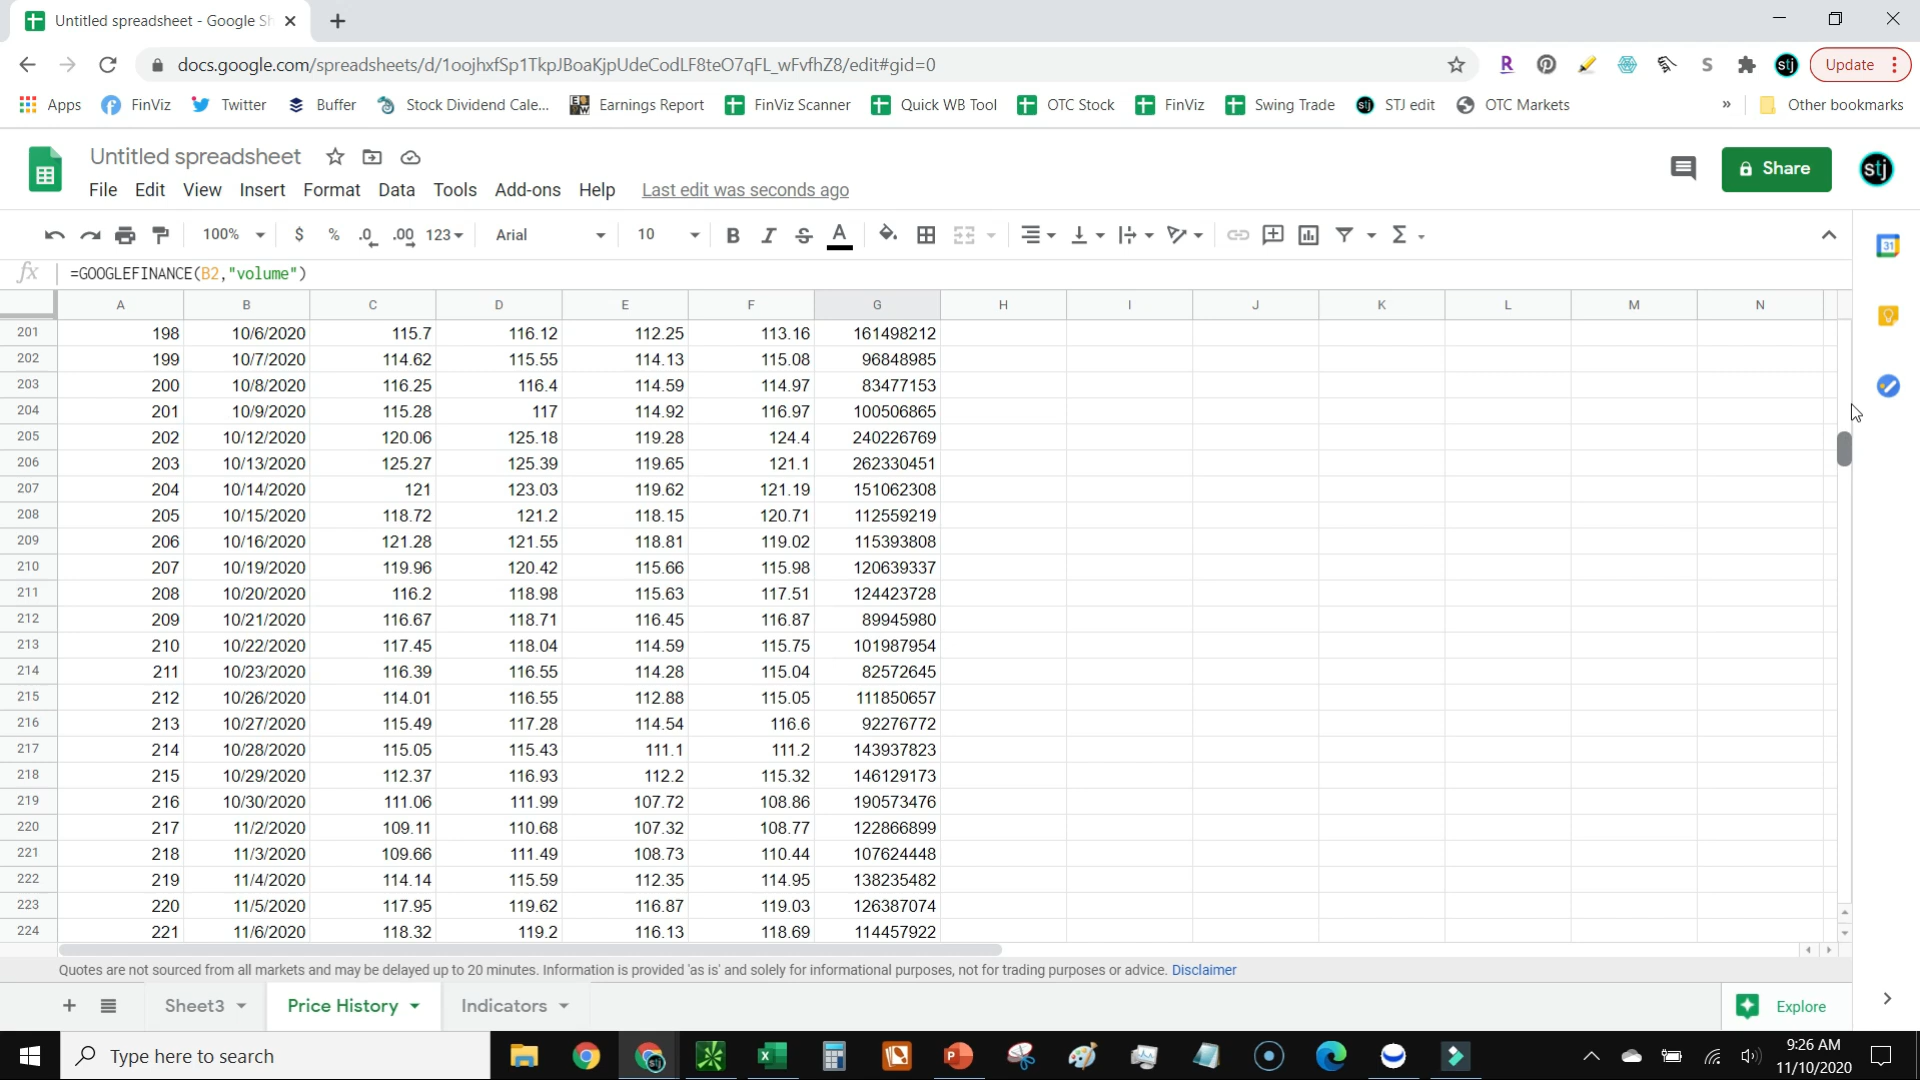 Untitled spreadsheet - Google Sh
docs.google.com/spreadsheets/d/1oojhxfSp1TkpJBoaKjpUdeCodLF8teO7qFL_wFvfhZ8/edit#gid=0
R
S
stj
Update
Apps FinViz Twitter Buffer Stock Dividend Cale... Earnings Report FinViz Scanner Quick WB Tool OTC Stock FinViz Swing Trade STJ edit OTC Markets » Other bookmarks
Untitled spreadsheet
File Edit View Insert Format Data Tools Add-ons Help Last edit was seconds ago
Share
stj
100% $ % .0 .00 123 Arial 10 B I S A Σ
31
fx =GOOGLEFINANCE(B2,"volume")
A B C D E F G H I J K L M N
201 198 10/6/2020 115.7 116.12 112.25 113.16 161498212
202 199 10/7/2020 114.62 115.55 114.13 115.08 96848985
203 200 10/8/2020 116.25 116.4 114.59 114.97 83477153
204 201 10/9/2020 115.28 117 114.92 116.97 100506865
205 202 10/12/2020 120.06 125.18 119.28 124.4 240226769
206 203 10/13/2020 125.27 125.39 119.65 121.1 262330451
207 204 10/14/2020 121 123.03 119.62 121.19 151062308
208 205 10/15/2020 118.72 121.2 118.15 120.71 112559219
209 206 10/16/2020 121.28 121.55 118.81 119.02 115393808
210 207 10/19/2020 119.96 120.42 115.66 115.98 120639337
211 208 10/20/2020 116.2 118.98 115.63 117.51 124423728
212 209 10/21/2020 116.67 118.71 116.45 116.87 89945980
213 210 10/22/2020 117.45 118.04 114.59 115.75 101987954
214 211 10/23/2020 116.39 116.55 114.28 115.04 82572645
215 212 10/26/2020 114.01 116.55 112.88 115.05 111850657
216 213 10/27/2020 115.49 117.28 114.54 116.6 92276772
217 214 10/28/2020 115.05 115.43 111.1 111.2 143937823
218 215 10/29/2020 112.37 116.93 112.2 115.32 146129173
219 216 10/30/2020 111.06 111.99 107.72 108.86 190573476
220 217 11/2/2020 109.11 110.68 107.32 108.77 122866899
221 218 11/3/2020 109.66 111.49 108.73 110.44 107624448
222 219 11/4/2020 114.14 115.59 112.35 114.95 138235482
223 220 11/5/2020 117.95 119.62 116.87 119.03 126387074
224 221 11/6/2020 118.32 119.2 116.13 118.69 114457922
Quotes are not sourced from all markets and may be delayed up to 20 minutes. Information is provided 'as is' and solely for informational purposes, not for trading purposes or advice. Disclaimer
Sheet3 Price History Indicators Explore
Type here to search
9:26 AM
11/10/2020